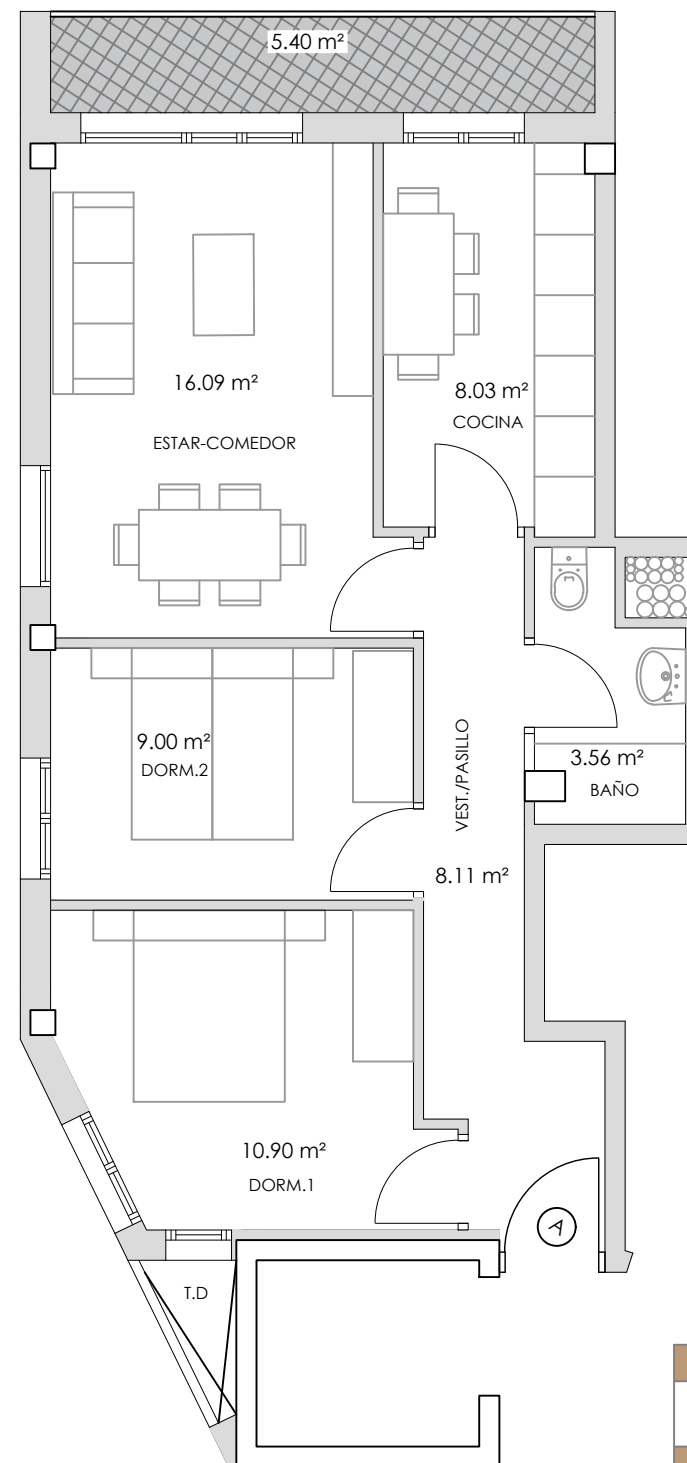 5.40 m²
16.09 m²
ESTAR-COMEDOR
8.03 m²
COCINA
9.00 m²
DORM.2
VEST./PASILLO
3.56 m²
BAÑO
8.11 m²
10.90 m²
DORM.1
A
T.D